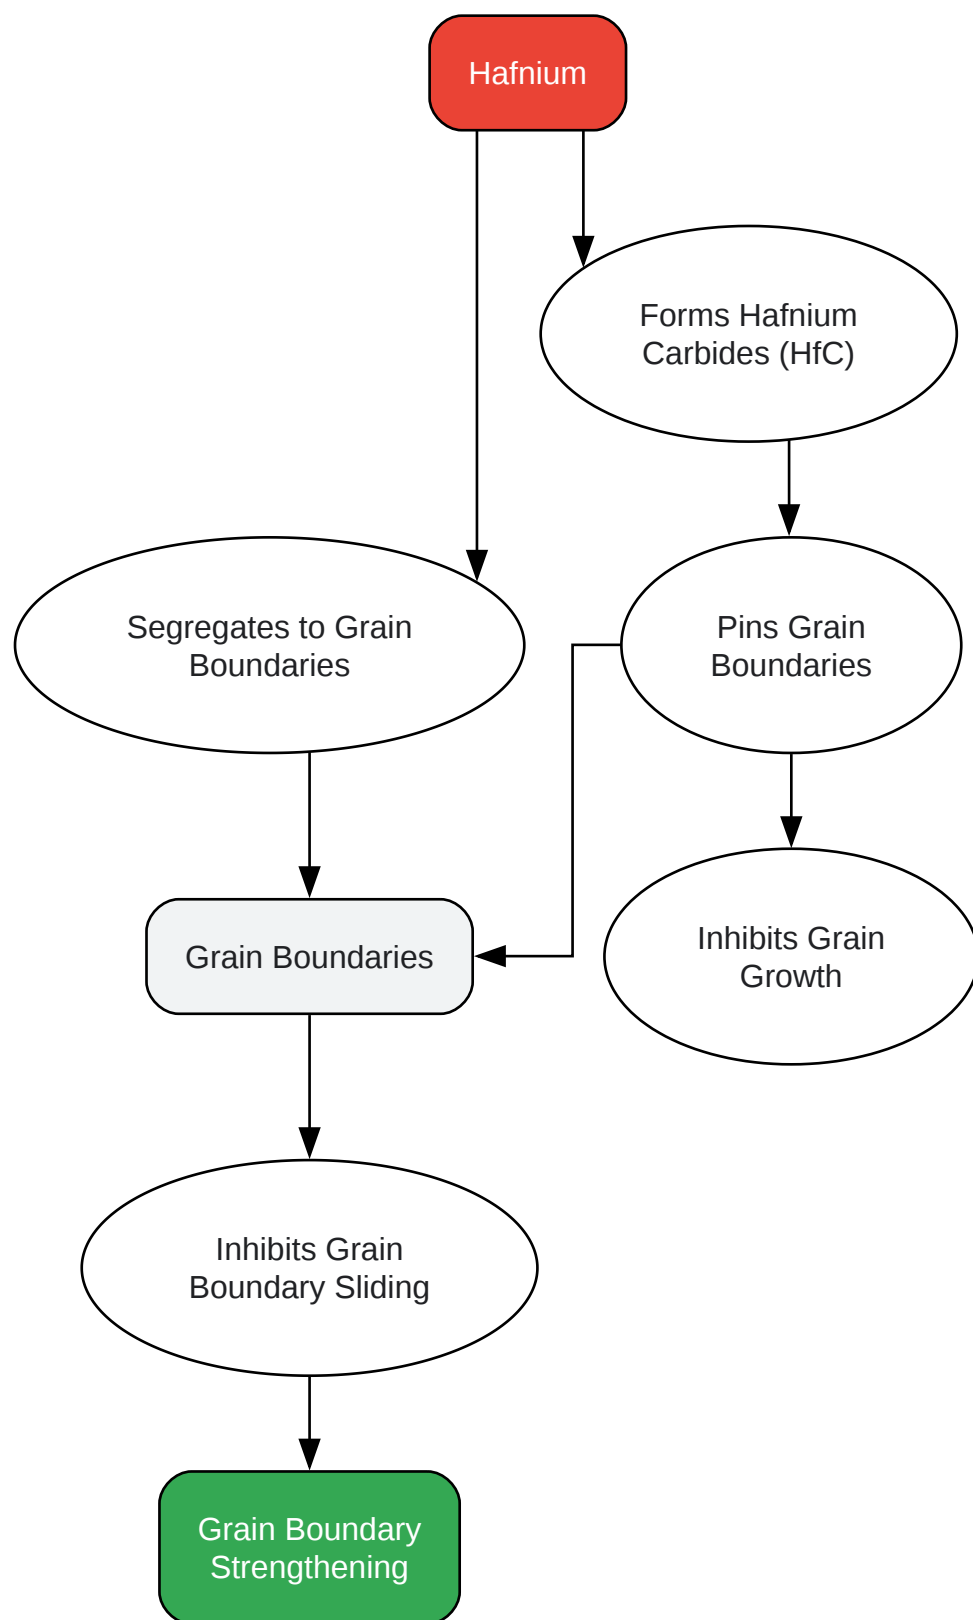 Hafnium
Forms Hafnium
Carbides (HfC)
Segregates to Grain
Boundaries
Pins Grain
Boundaries
Grain Boundaries
Inhibits Grain
Growth
Inhibits Grain
Boundary Sliding
Grain Boundary
Strengthening